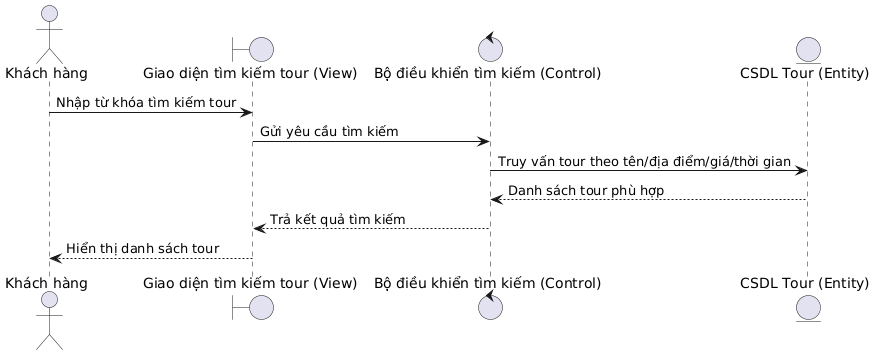 Khách hàng
Giao diện tìm kiếm tour (View)
Bộ điều khiển tìm kiếm (Control)
CSDL Tour (Entity)
Nhập từ khóa tìm kiếm tour
Gửi yêu cầu tìm kiếm
Truy vấn tour theo tên/địa điểm/giá/thời gian
Danh sách tour phù hợp
Trả kết quả tìm kiếm
Hiển thị danh sách tour
Khách hàng
Giao diện tìm kiếm tour (View)
Bộ điều khiển tìm kiếm (Control)
CSDL Tour (Entity)